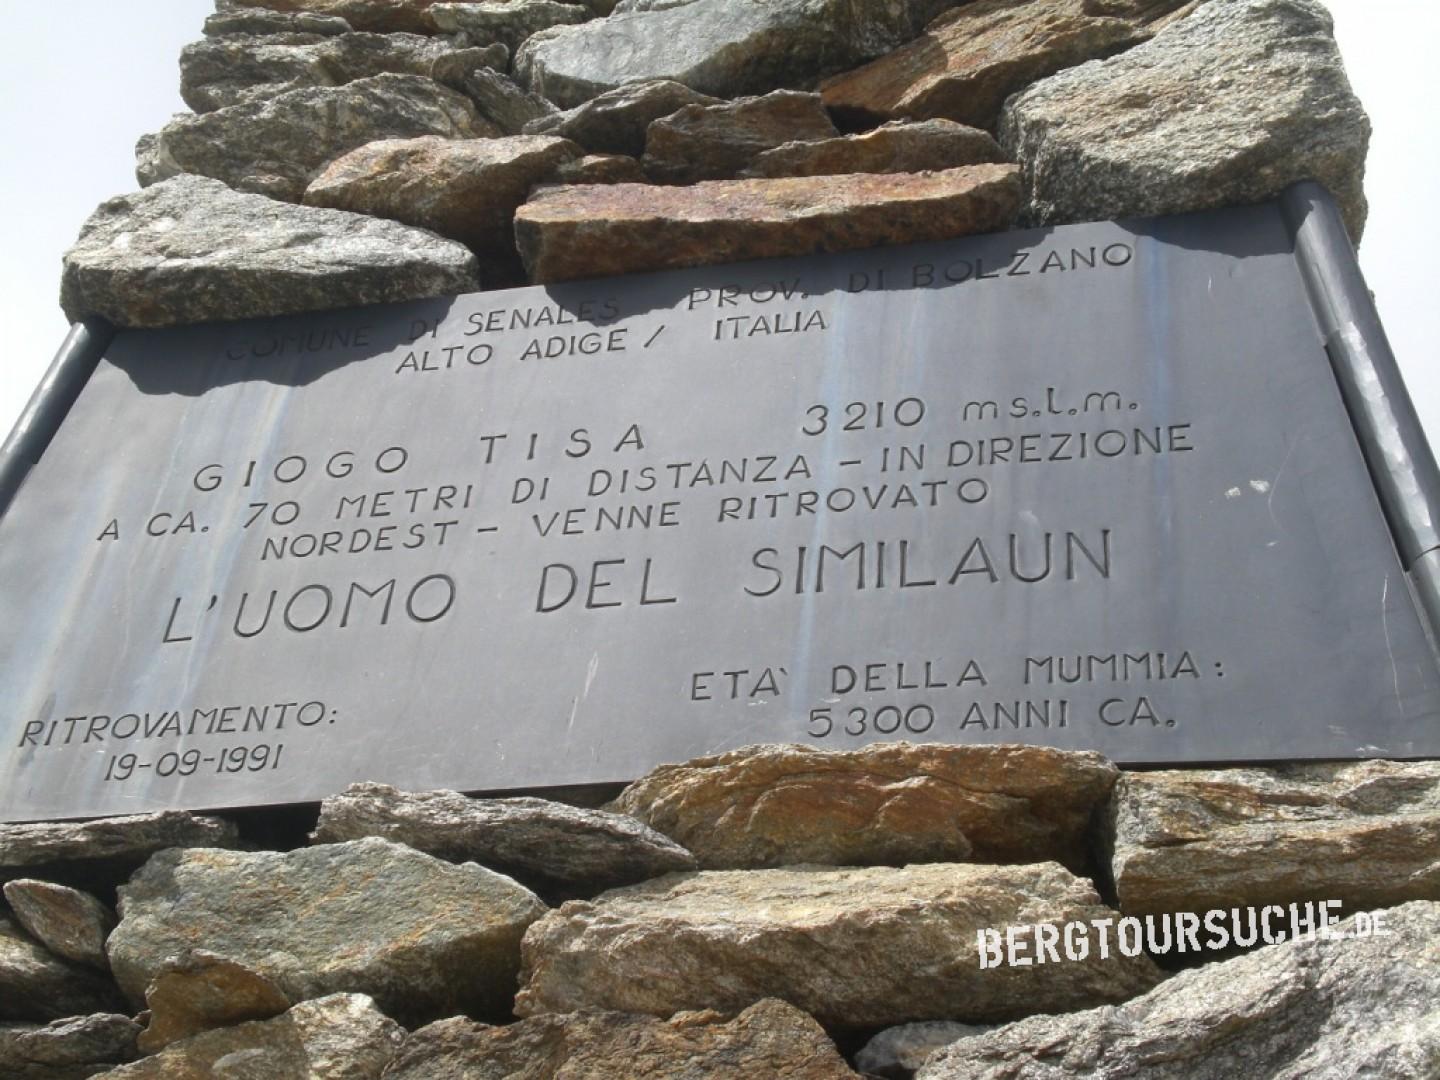 COMUNE DI SENALES PROV. DI BOLZANO
ALTO ADIGE / ITALIA
GIOGO TISA 3210 m s.l.m.
A CA. 70 METRI DI DISTANZA - IN DIREZIONE
NORDEST - VENNE RITROVATO
L'UOMO DEL SIMILAUN
ETA' DELLA MUMMIA:
5300 ANNI CA.
RITROVAMENTO:
19-09-1991
BERGTOURSUCHE.DE